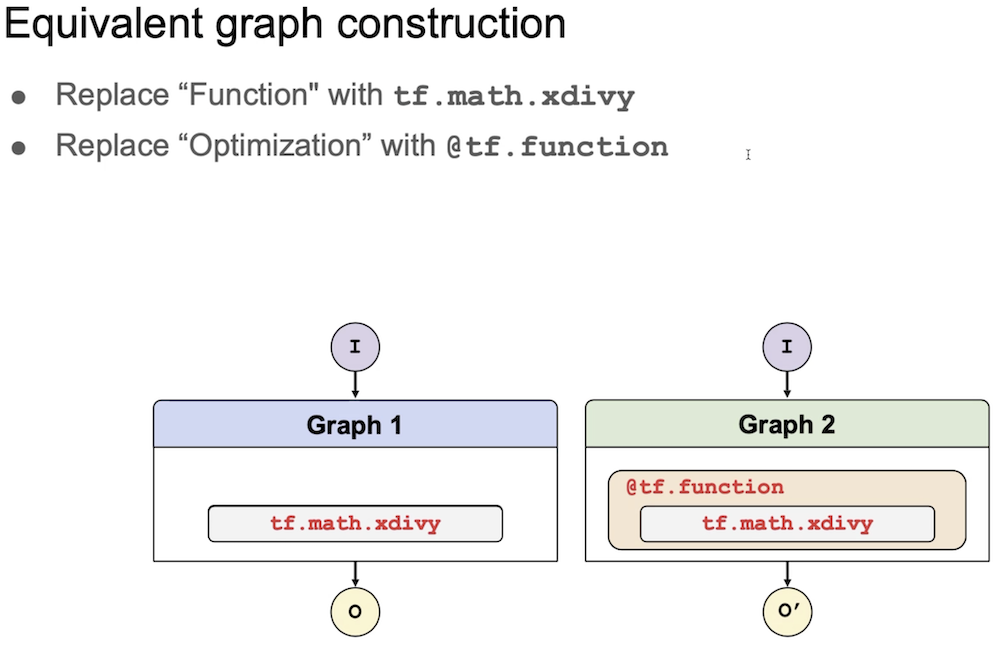 Equivalent graph construction
● Replace “Function" with tf.math.xdivy
● Replace “Optimization” with @tf.function
I
I
Graph 1
Graph 2
@tf.function
tf.math.xdivy
tf.math.xdivy
O
O’